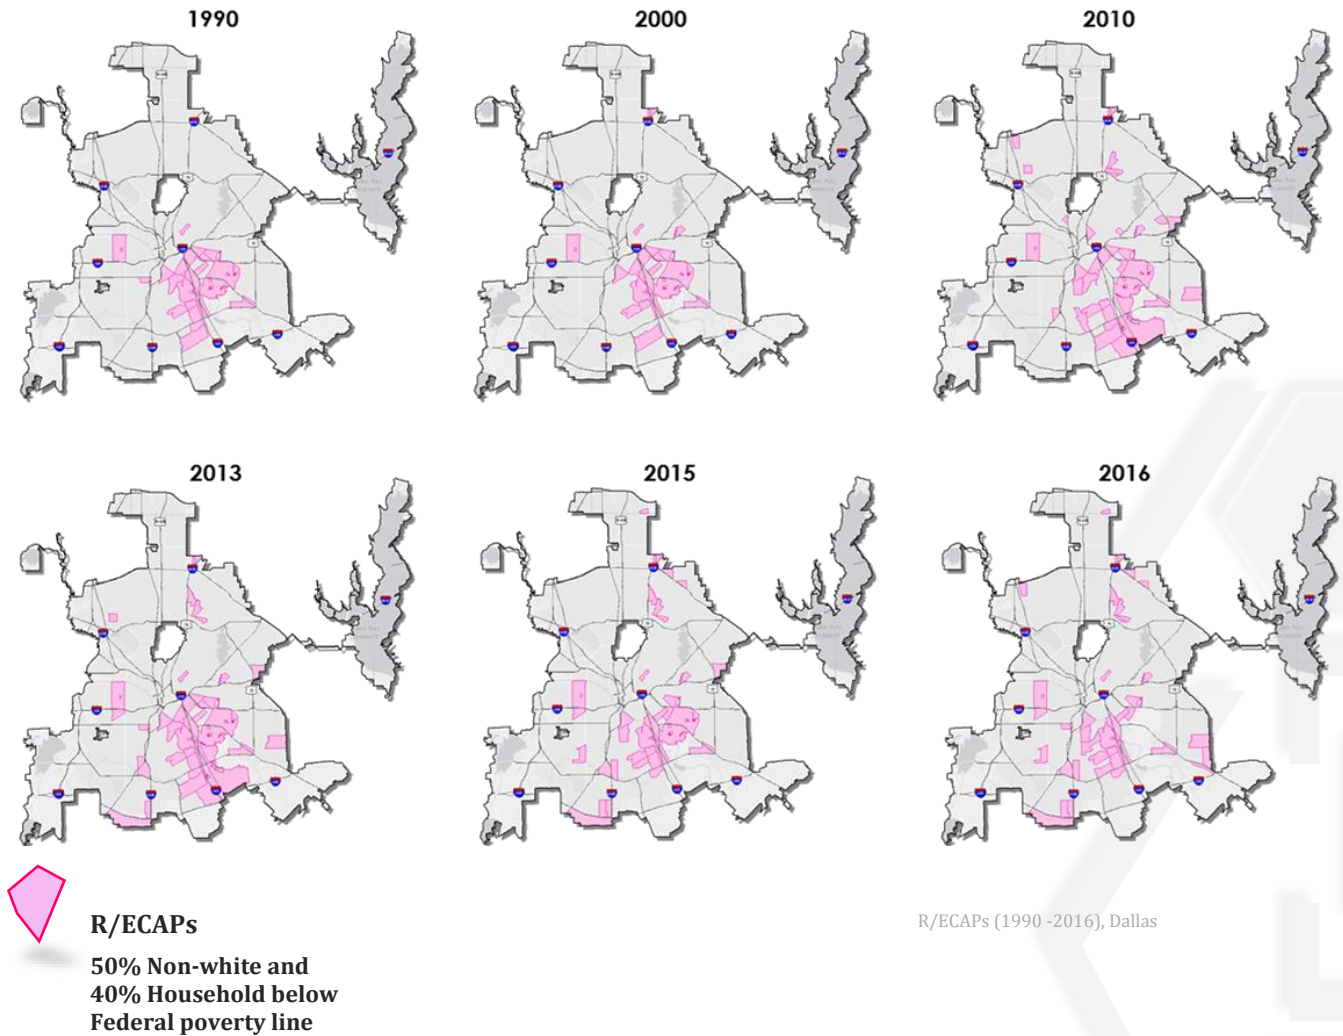 1990
2000
2010
2013
2015
2016
R/ECAPs
50% Non-white and
40% Household below
Federal poverty line
R/ECAPs (1990 -2016), Dallas